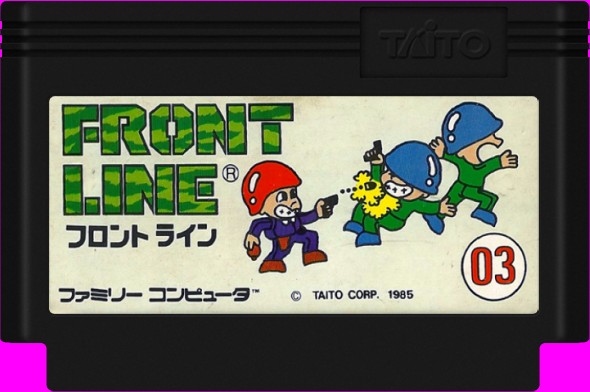 TAITO
FRONT
LINE®
フロント ライン
03
ファミリー コンピュータ™
© TAITO CORP. 1985